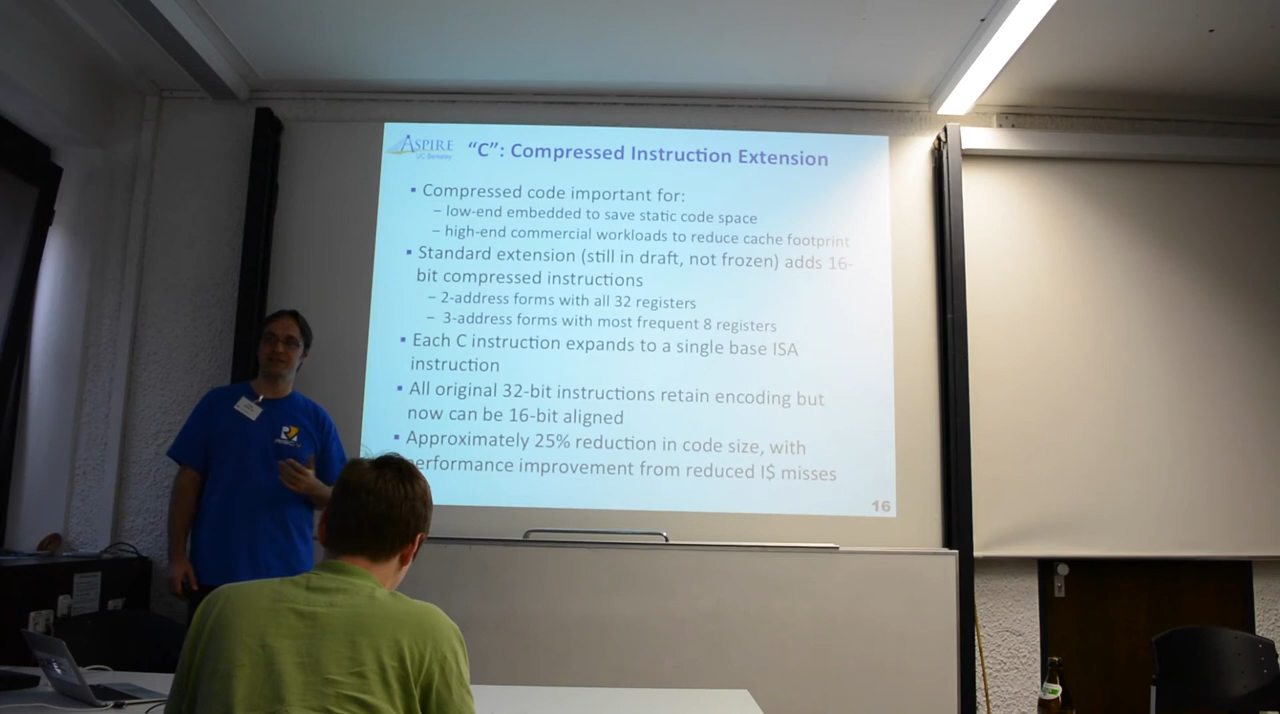 ASPIRE
UC Berkeley
“C”: Compressed Instruction Extension
▪ Compressed code important for:
– low-end embedded to save static code space
– high-end commercial workloads to reduce cache footprint
▪ Standard extension (still in draft, not frozen) adds 16-
bit compressed instructions
– 2-address forms with all 32 registers
– 3-address forms with most frequent 8 registers
▪ Each C instruction expands to a single base ISA
instruction
▪ All original 32-bit instructions retain encoding but
now can be 16-bit aligned
▪ Approximately 25% reduction in code size, with
performance improvement from reduced I$ misses
16